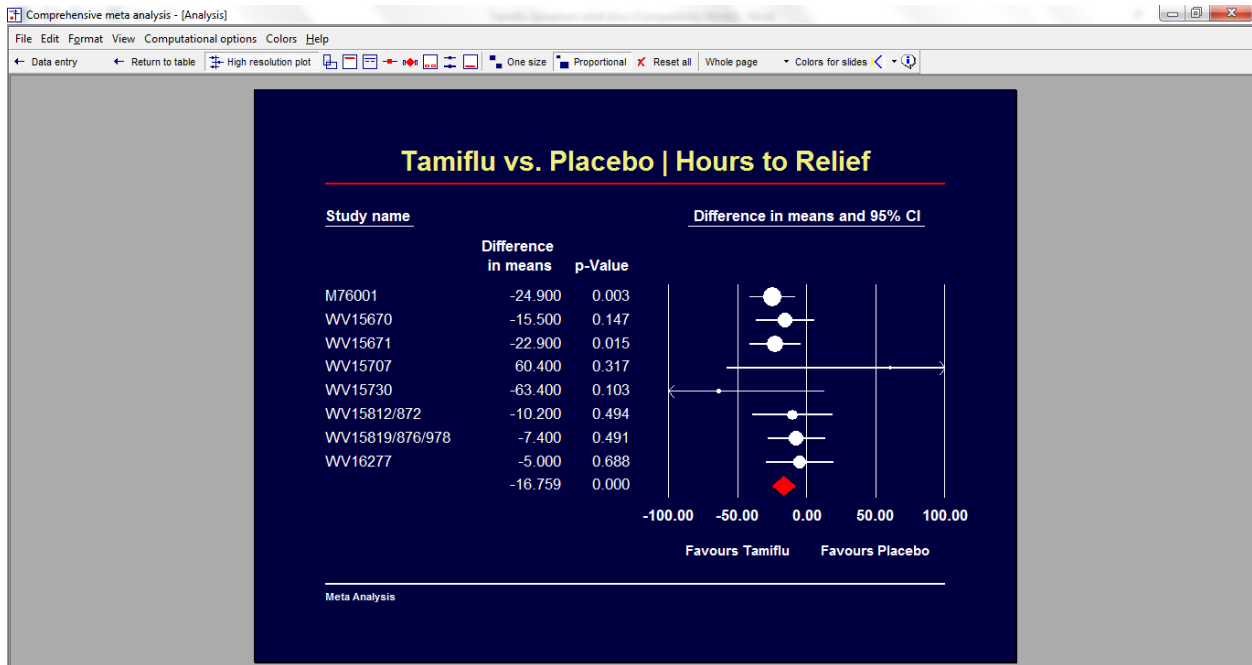 Comprehensive meta analysis - [Analysis]
File Edit Format View Computational options Colors Help
← Data entry ← Return to table High resolution plot One size Proportional Reset all Whole page Colors for slides
Tamiflu vs. Placebo | Hours to Relief
Study name Difference in means and 95% CI
Difference
in means p-Value
M76001 -24.900 0.003
WV15670 -15.500 0.147
WV15671 -22.900 0.015
WV15707 60.400 0.317
WV15730 -63.400 0.103
WV15812/872 -10.200 0.494
WV15819/876/978 -7.400 0.491
WV16277 -5.000 0.688
-16.759 0.000
-100.00 -50.00 0.00 50.00 100.00
Favours Tamiflu Favours Placebo
Meta Analysis